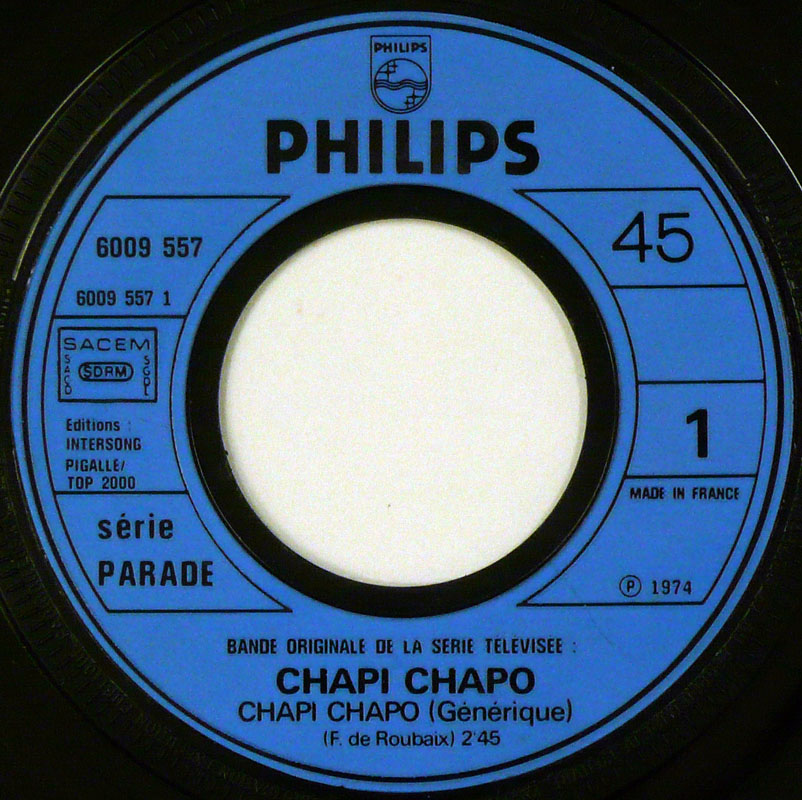 PHILIPS
PHILIPS
6009 557
6009 557 1
SACEM
SACD
SDRM
SGDL
Editions :
INTERSONG
PIGALLE/
TOP 2000
série
PARADE
45
1
MADE IN FRANCE
Ⓟ 1974
BANDE ORIGINALE DE LA SERIE TELEVISEE :
CHAPI CHAPO
CHAPI CHAPO (Générique)
(F. de Roubaix) 2'45